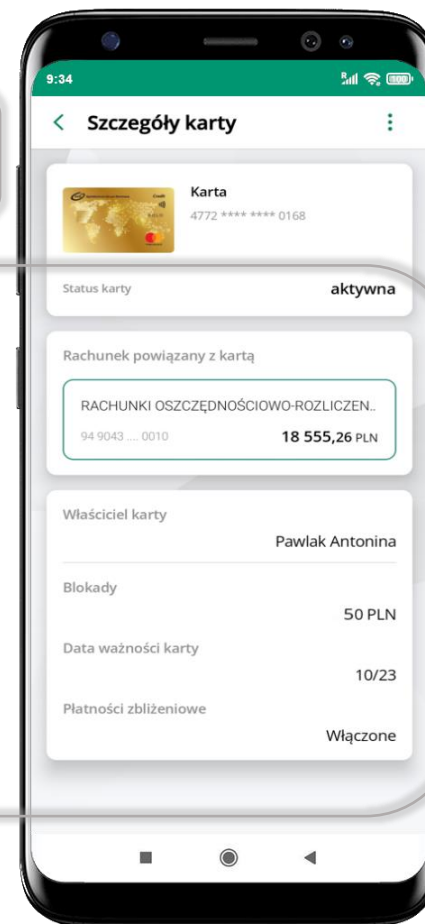 9:34
Szczegóły karty
Credit
Karta
4772 **** **** 0168
Status karty
aktywna
Rachunek powiązany z kartą
RACHUNKI OSZCZĘDNOŚCIOWO-ROZLICZEN..
94 9043 .... 0010
18 555,26 PLN
Właściciel karty
Pawlak Antonina
Blokady
50 PLN
Data ważności karty
10/23
Płatności zbliżeniowe
Włączone